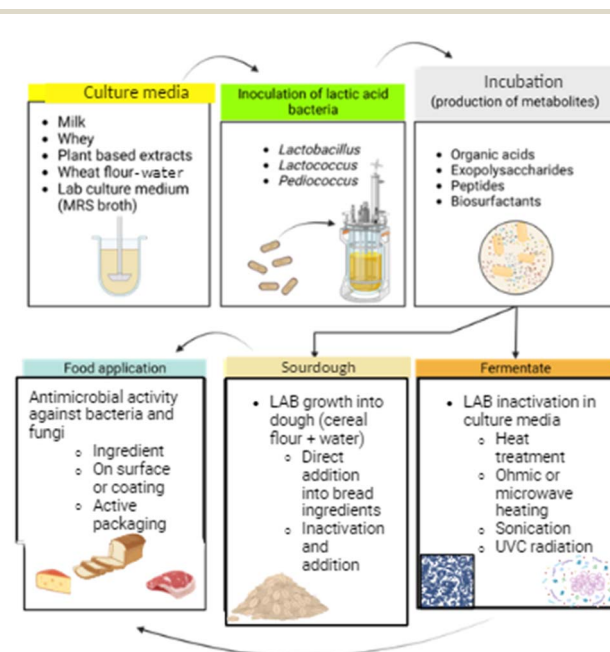 Culture media
• Milk
• Whey
• Plant based extracts
• Wheat flour-water
• Lab culture medium
(MRS broth)
Inoculation of lactic acid
bacteria
• Lactobacillus
• Lactococcus
• Pediococcus
Incubation
(production of metabolites)
• Organic acids
• Exopolysaccharides
• Peptides
• Biosurfactants
Food application
Antimicrobial activity
against bacteria and
fungi
○ Ingredient
○ On surface
or coating
○ Active
packaging
Sourdough
• LAB growth into
dough (cereal
flour + water)
○ Direct
addition
into bread
ingredients
○ Inactivation
and
addition
Fermentate
• LAB inactivation in
culture media
○ Heat
treatment
○ Ohmic or
microwave
heating
○ Sonication
○ UVC radiation